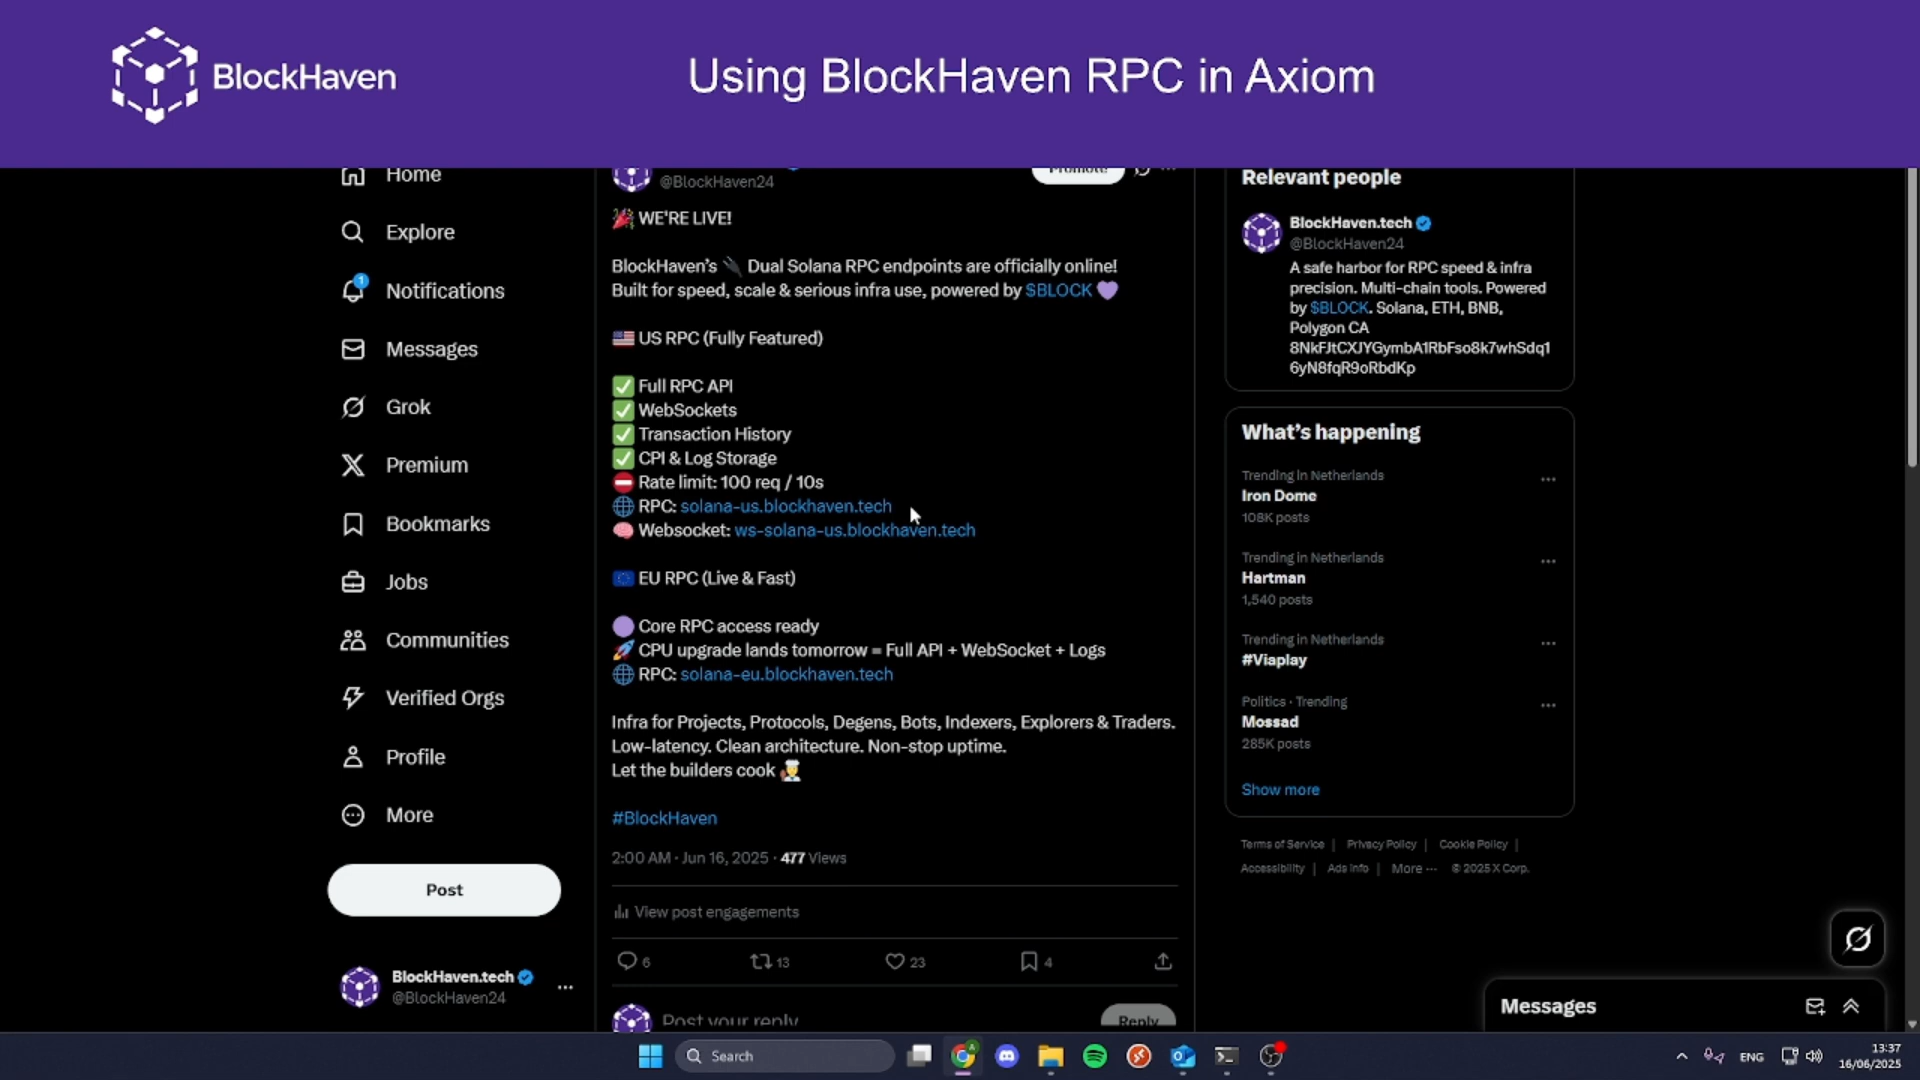 BlockHaven
Using BlockHaven RPC in Axiom
Home
Explore
Notifications
1
Messages
Grok
Premium
Bookmarks
Jobs
Communities
Verified Orgs
Profile
More
Post
BlockHaven.tech
@BlockHaven24
@BlockHaven24
Promote
🎉 WE'RE LIVE!
BlockHaven's 🔌 Dual Solana RPC endpoints are officially online!
Built for speed, scale & serious infra use, powered by $BLOCK 💜
🇺🇸 US RPC (Fully Featured)
✅ Full RPC API
✅ WebSockets
✅ Transaction History
✅ CPI & Log Storage
⛔ Rate limit: 100 req / 10s
🌐 RPC: solana-us.blockhaven.tech
🧠 Websocket: ws-solana-us.blockhaven.tech
🇪🇺 EU RPC (Live & Fast)
🟣 Core RPC access ready
🚀 CPU upgrade lands tomorrow = Full API + WebSocket + Logs
🌐 RPC: solana-eu.blockhaven.tech
Infra for Projects, Protocols, Degens, Bots, Indexers, Explorers & Traders.
Low-latency. Clean architecture. Non-stop uptime.
Let the builders cook 🧑‍🍳
#BlockHaven
2:00 AM · Jun 16, 2025 · 477 Views
View post engagements
6
13
23
4
Post your reply
Reply
Relevant people
BlockHaven.tech
@BlockHaven24
A safe harbor for RPC speed & infra
precision. Multi-chain tools. Powered
by $BLOCK. Solana, ETH, BNB,
Polygon CA
8NkFJtCXJYGymbA1RbFso8k7whSdq1
6yN8fqR9oRbdKp
What's happening
Trending in Netherlands
Iron Dome
108K posts
Trending in Netherlands
Hartman
1,540 posts
Trending in Netherlands
#Viaplay
Politics · Trending
Mossad
285K posts
Show more
Terms of Service | Privacy Policy | Cookie Policy |
Accessibility | Ads info | More ··· © 2025 X Corp.
Messages
Search
ENG
13:37
16/06/2025